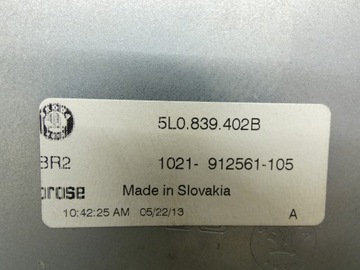 5L0.839.402B
BR2 1021- 912561-105
brose Made in Slovakia
10:42:25 AM 05/22/13 A